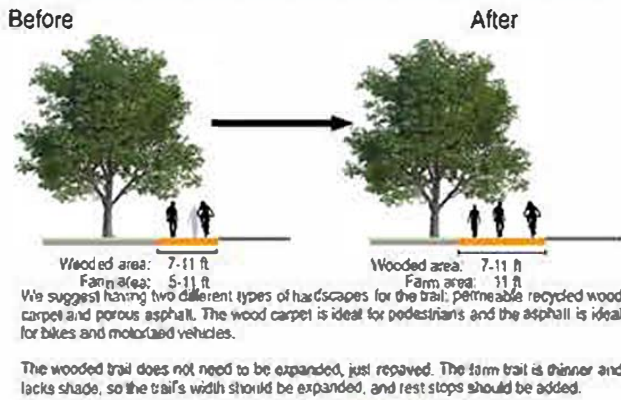 Before
After
Wooded area: 7-11 ft
Farm area: 5-11 ft
Wooded area: 7-11 ft
Farm area: 11 ft
We suggest having two different types of hardscapes for the trail; permeable recycled wood
carpet and porous asphalt. The wood carpet is ideal for pedestrians and the asphalt is ideal
for bikes and motorized vehicles.
The wooded trail does not need to be expanded, just repaved. The farm trail is thinner and
lacks shade, so the trail's width should be expanded, and rest stops should be added.